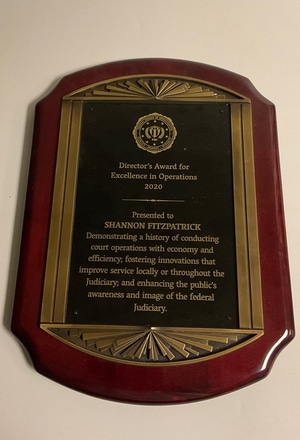 Director's Award for
Excellence in Operations
2020
Presented to
SHANNON FITZPATRICK
Demonstrating a history of conducting
court operations with economy and
efficiency; fostering innovations that
improve service locally or throughout the
Judiciary; and enhancing the public's
awareness and image of the federal
Judiciary.